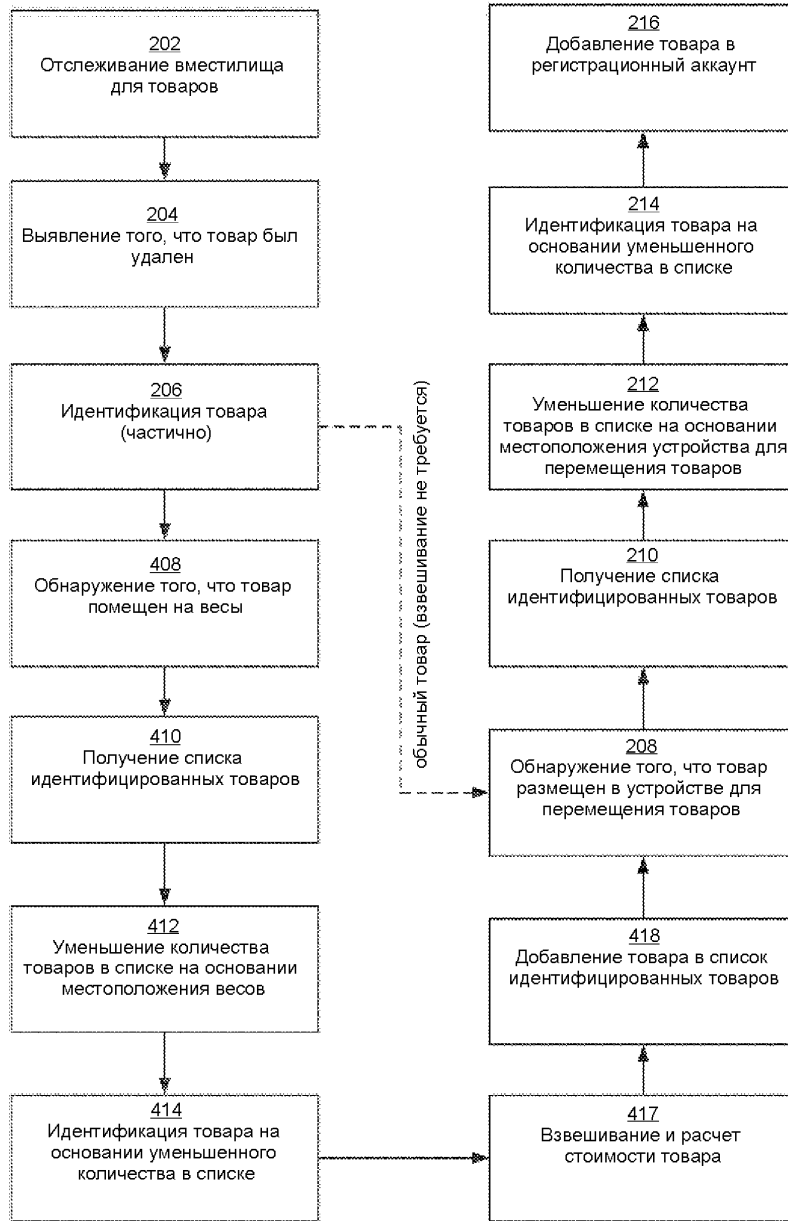 202
Отслеживание вместилища
для товаров
204
Выявление того, что товар был
удален
206
Идентификация товара
(частично)
408
Обнаружение того, что товар
помещен на весы
410
Получение списка
идентифицированных товаров
412
Уменьшение количества
товаров в списке на основании
местоположения весов
414
Идентификация товара на
основании уменьшенного
количества в списке
обычный товар (взвешивание не требуется)
216
Добавление товара в
регистрационный аккаунт
214
Идентификация товара на
основании уменьшенного
количества в списке
212
Уменьшение количества
товаров в списке на основании
местоположения устройства для
перемещения товаров
210
Получение списка
идентифицированных товаров
208
Обнаружение того, что товар
размещен в устройстве для
перемещения товаров
418
Добавление товара в список
идентифицированных товаров
417
Взвешивание и расчет
стоимости товара